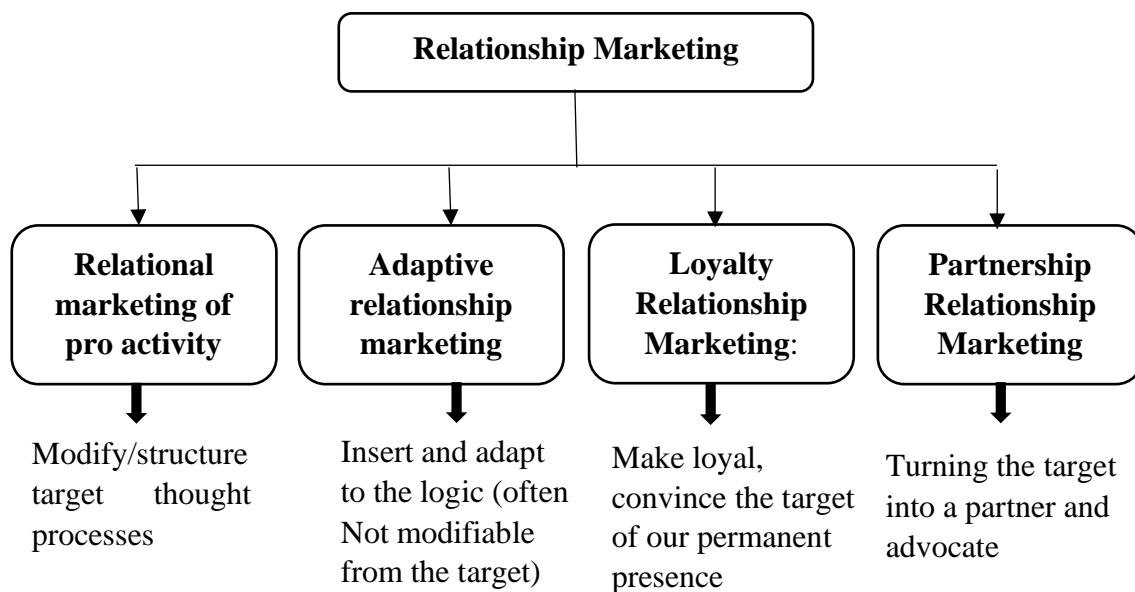 Relationship Marketing
Relational
marketing of
pro activity
Adaptive
relationship
marketing
Loyalty
Relationship
Marketing:
Partnership
Relationship
Marketing
Modify/structure
target thought
processes
Insert and adapt
to the logic (often
Not modifiable
from the target)
Make loyal,
convince the target
of our permanent
presence
Turning the target
into a partner and
advocate